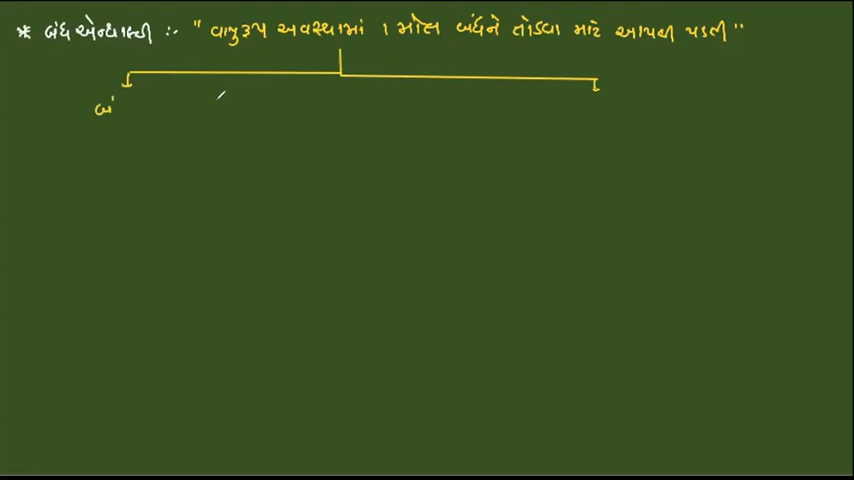 * બંધ એન્થાલ્પી :- " વાયુરૂપ અવસ્થામાં 1 મોલ બંધને તોડવા માટે આપવી પડતી "
બં